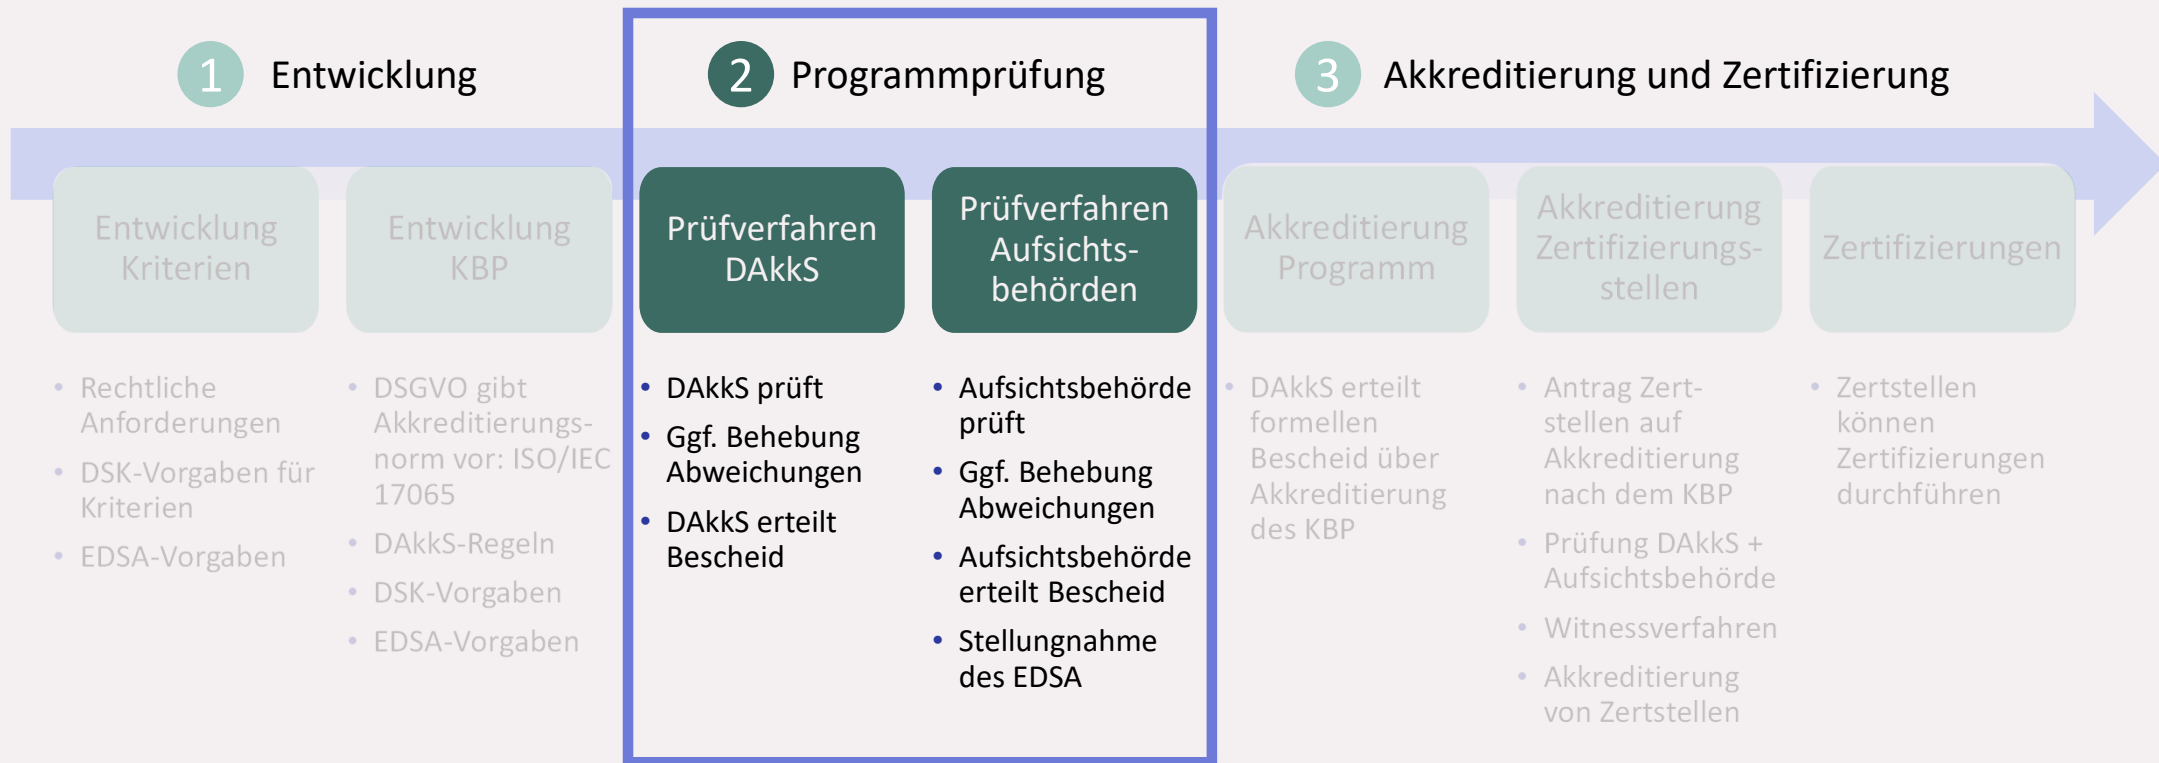 1 Entwicklung
2 Programmprüfung
3 Akkreditierung und Zertifizierung
Entwicklung
Kriterien
• Rechtliche
Anforderungen
• DSK-Vorgaben für
Kriterien
• EDSA-Vorgaben
Entwicklung
KBP
• DSGVO gibt
Akkreditierungs-
norm vor: ISO/IEC
17065
• DAkkS-Regeln
• DSK-Vorgaben
• EDSA-Vorgaben
Prüfverfahren
DAkkS
• DAkkS prüft
• Ggf. Behebung
Abweichungen
• DAkkS erteilt
Bescheid
Prüfverfahren
Aufsichts-
behörden
• Aufsichtsbehörde
prüft
• Ggf. Behebung
Abweichungen
• Aufsichtsbehörde
erteilt Bescheid
• Stellungnahme
des EDSA
Akkreditierung
Programm
• DAkkS erteilt
formellen
Bescheid über
Akkreditierung
des KBP
Akkreditierung
Zertifizierungs-
stellen
• Antrag Zert-
stellen auf
Akkreditierung
nach dem KBP
• Prüfung DAkkS +
Aufsichtsbehörde
• Witnessverfahren
• Akkreditierung
von Zertstellen
Zertifizierungen
• Zertstellen
können
Zertifizierungen
durchführen